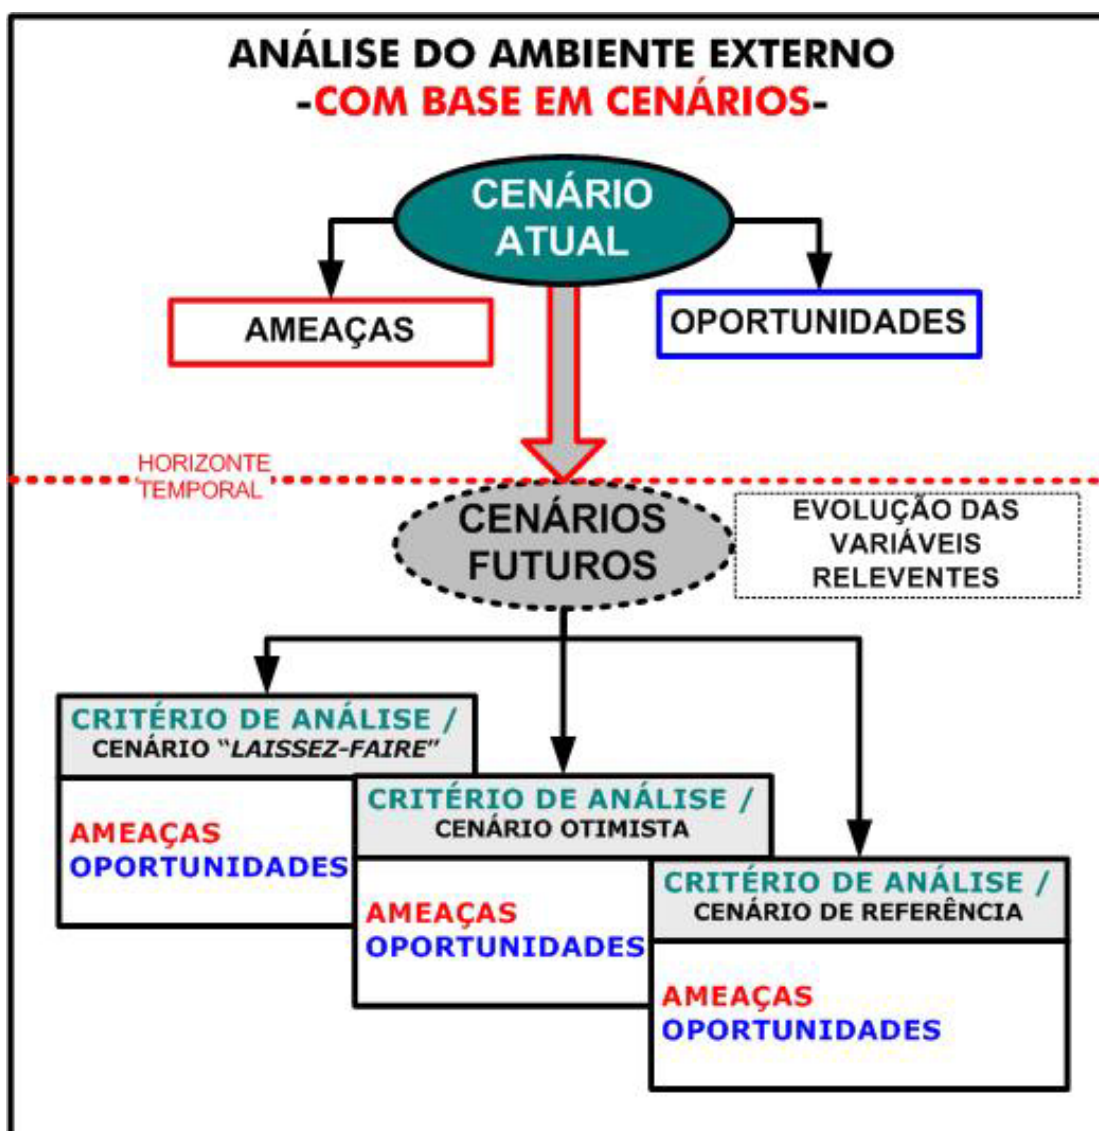 ANÁLISE DO AMBIENTE EXTERNO
-COM BASE EM CENÁRIOS-
CENÁRIO
ATUAL
AMEAÇAS
OPORTUNIDADES
HORIZONTE
TEMPORAL
CENÁRIOS
FUTUROS
EVOLUÇÃO DAS
VARIÁVEIS
RELEVENTES
CRITÉRIO DE ANÁLISE /
CENÁRIO “LAISSEZ-FAIRE”
AMEAÇAS
OPORTUNIDADES
CRITÉRIO DE ANÁLISE /
CENÁRIO OTIMISTA
AMEAÇAS
OPORTUNIDADES
CRITÉRIO DE ANÁLISE /
CENÁRIO DE REFERÊNCIA
AMEAÇAS
OPORTUNIDADES